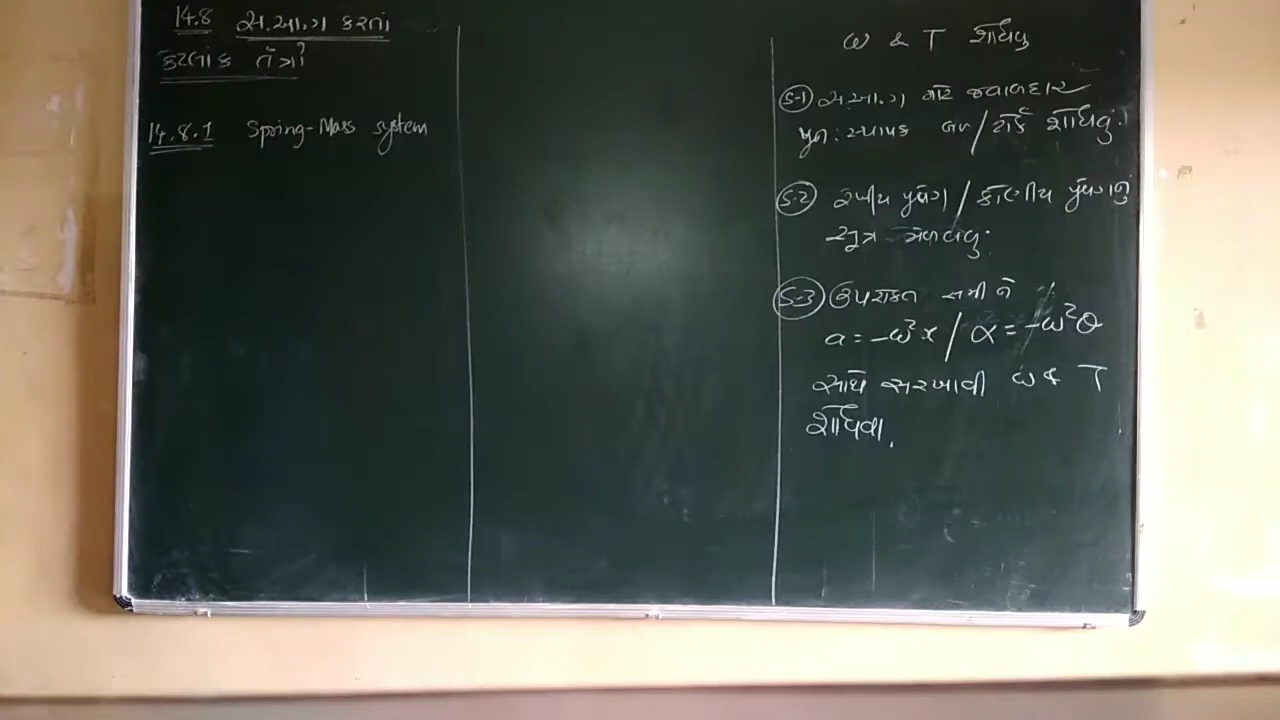 14.8 સ.આ.ગ કરતાં
કેટલાંક તંત્રો
14.8.1 Spring-Mass system
ω & T શોધવું
S-1 સ.આ.ગ માટે જવાબદાર
પુન:સ્થાપક બળ/ટૉર્ક શોધવું.
S-2 રેખીય પ્રવેગ/કોણીય પ્રવેગનું
સૂત્ર મેળવવું.
S-3 ઉપરોક્ત સમી ને
a = -ω²x / α = -ω²θ
સાથે સરખાવી ω & T
શોધવા.